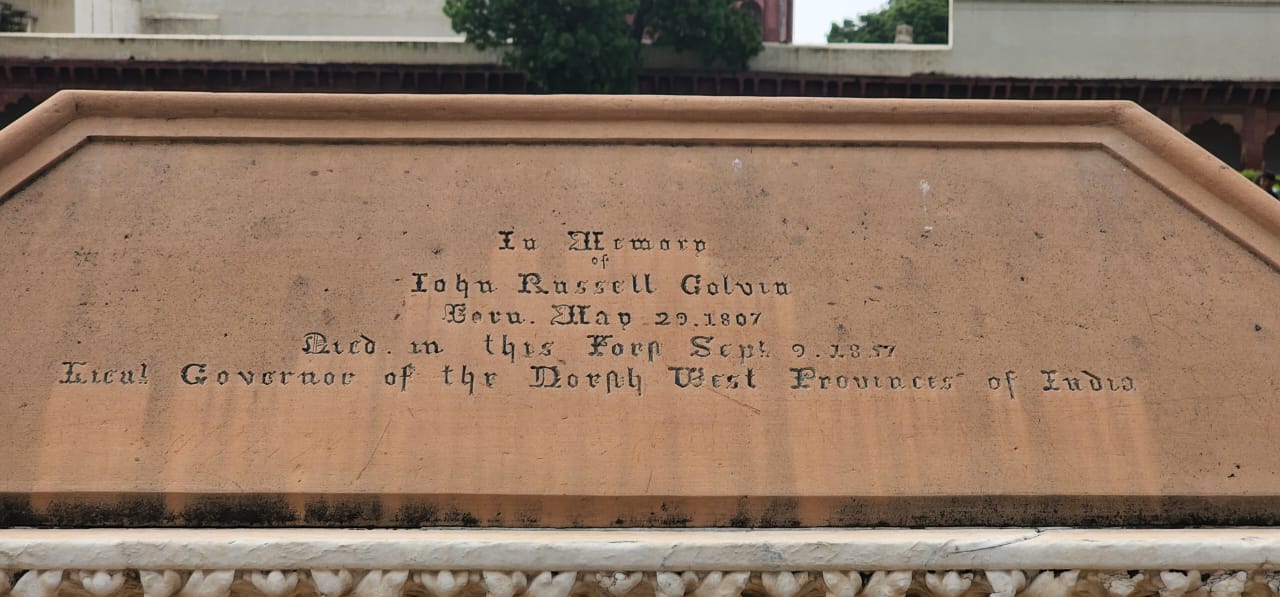 In Memory
of
Iohn Russell Colvin
Born. May 29.1807
Died. in this Fort Sept. 9.1857
Lieut. Governor of the North West Provinces of India